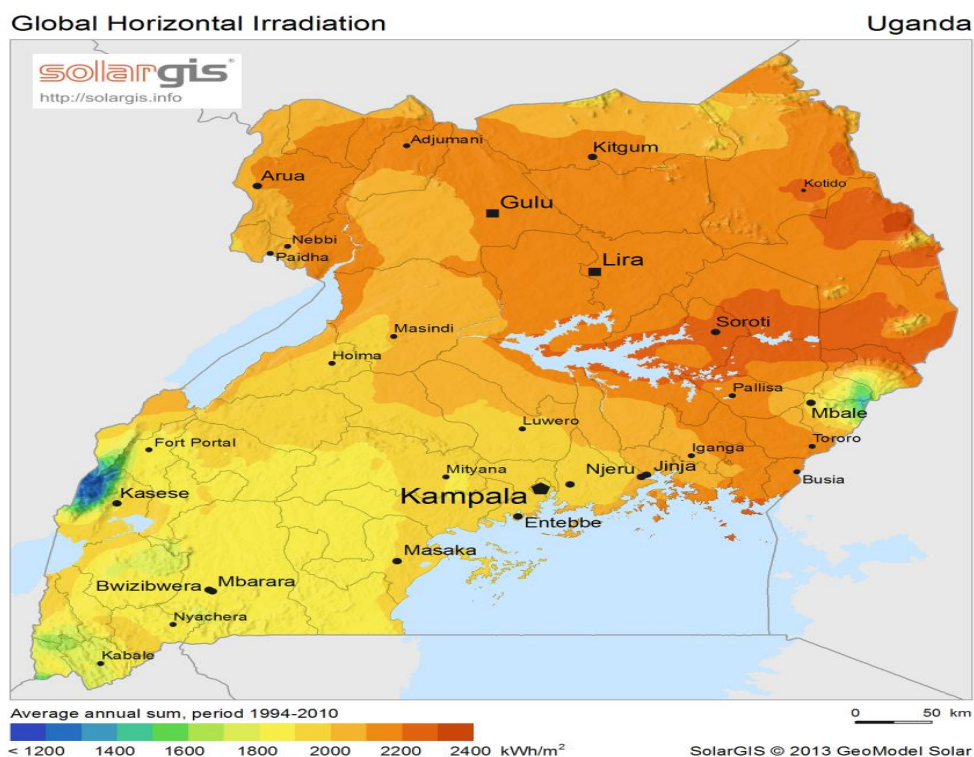 Global Horizontal Irradiation Uganda
solargis
http://solargis.info
Adjumani
Kitgum
Arua
Kotido
Gulu
Nebbi
Paidha
Lira
Soroti
Masindi
Hoima
Pallisa
Mbale
Luwero
Fort Portal
Tororo
Iganga
Mityana
Njeru Jinja
Busia
Kasese
Kampala
Entebbe
Masaka
Bwizibwera Mbarara
Nyachera
Kabale
Average annual sum, period 1994-2010
0 50 km
< 1200 1400 1600 1800 2000 2200 2400 kWh/m²
SolarGIS © 2013 GeoModel Solar